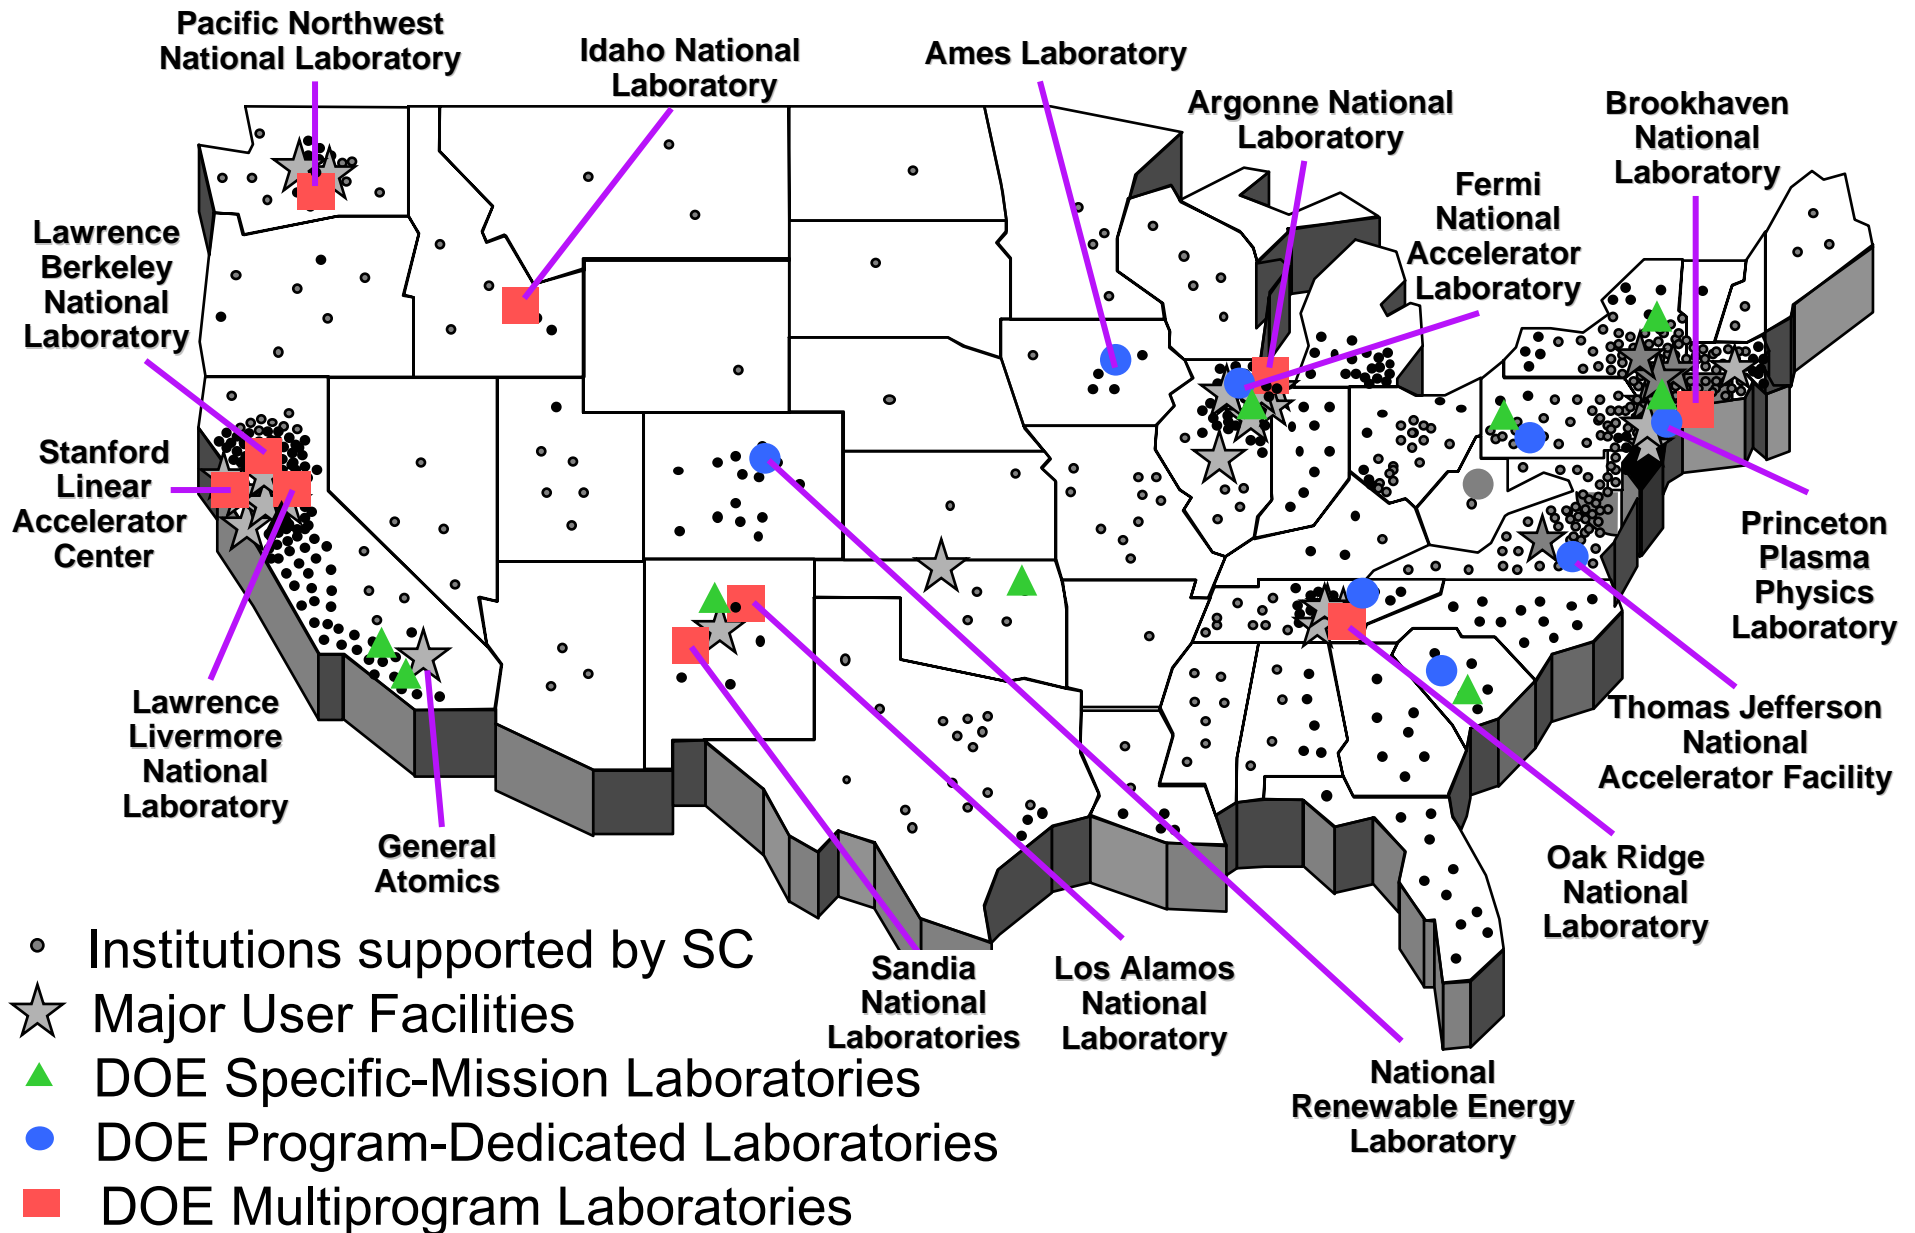 Pacific Northwest
National Laboratory
Idaho National
Laboratory
Ames Laboratory
Argonne National
Laboratory
Brookhaven
National
Laboratory
Fermi
National
Accelerator
Laboratory
Lawrence
Berkeley
National
Laboratory
Stanford
Linear
Accelerator
Center
Princeton
Plasma
Physics
Laboratory
Lawrence
Livermore
National
Laboratory
Thomas Jefferson
National
Accelerator Facility
General
Atomics
Oak Ridge
National
Laboratory
Sandia
National
Laboratories
Los Alamos
National
Laboratory
National
Renewable Energy
Laboratory
Institutions supported by SC
Major User Facilities
DOE Specific-Mission Laboratories
DOE Program-Dedicated Laboratories
DOE Multiprogram Laboratories